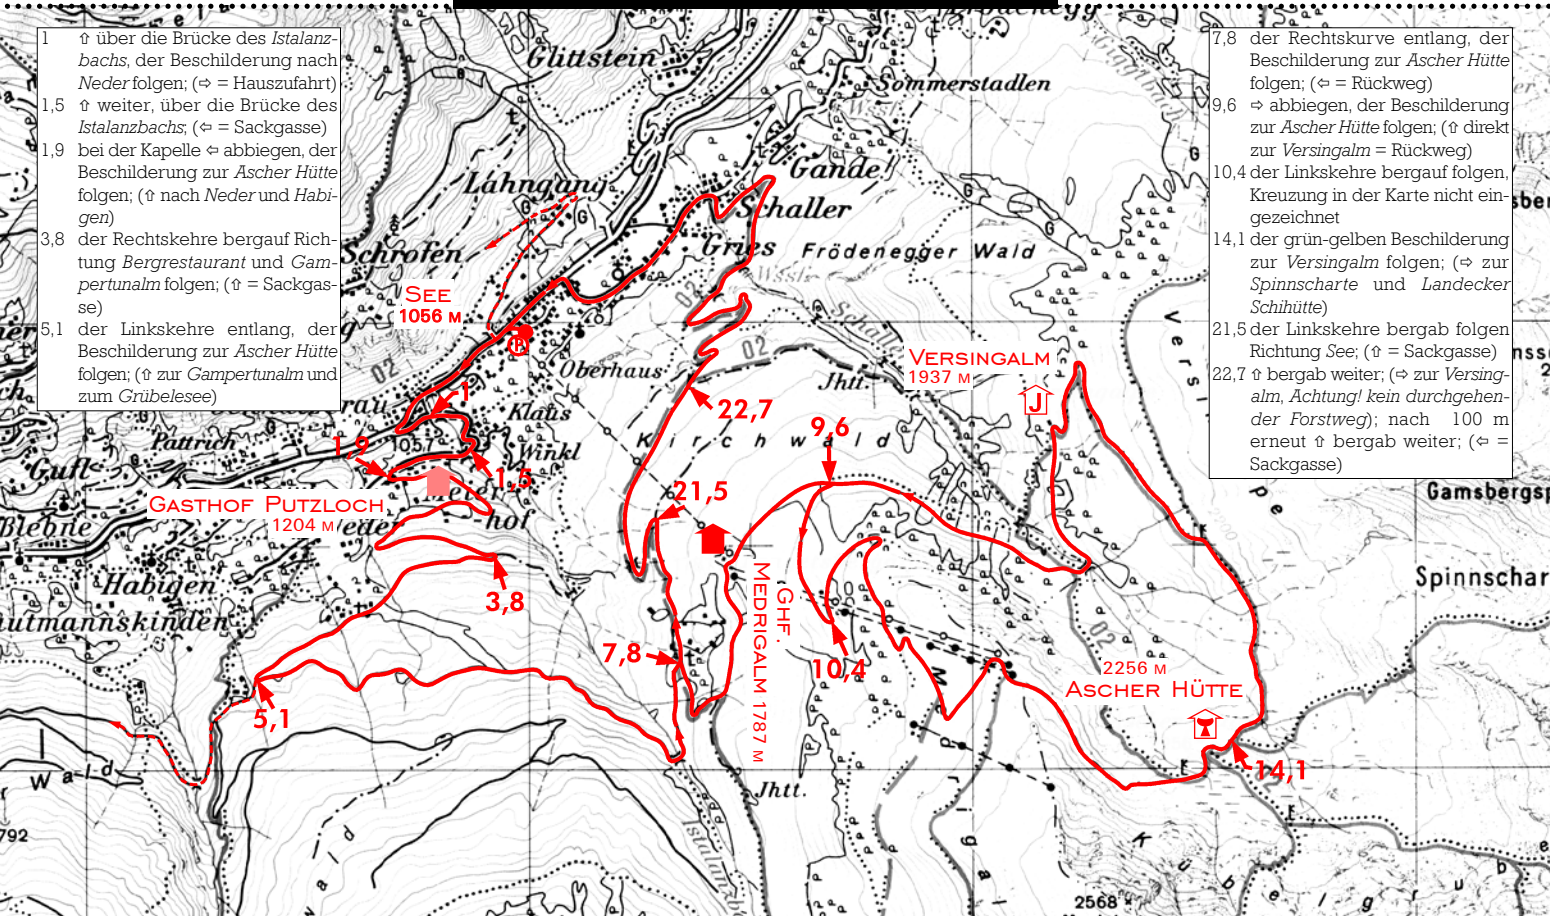 1 ⇧ über die Brücke des Istalanz-
bachs, der Beschilderung nach
Neder folgen; (⇨ = Hauszufahrt)
1,5 ⇧ weiter, über die Brücke des
Istalanzbachs; (⇦ = Sackgasse)
1,9 bei der Kapelle ⇦ abbiegen, der
Beschilderung zur Ascher Hütte
folgen; (⇧ nach Neder und Habi-
gen)
3,8 der Rechtskehre bergauf Rich-
tung Bergrestaurant und Gam-
pertunalm folgen; (⇧ = Sackgas-
se)
5,1 der Linkskehre entlang, der
Beschilderung zur Ascher Hütte
folgen; (⇧ zur Gampertunalm und
zum Grübelesee)
7,8 der Rechtskurve entlang, der
Beschilderung zur Ascher Hütte
folgen; (⇦ = Rückweg)
9,6 ⇨ abbiegen, der Beschilderung
zur Ascher Hütte folgen; (⇧ direkt
zur Versingalm = Rückweg)
10,4 der Linkskehre bergauf folgen,
Kreuzung in der Karte nicht ein-
gezeichnet
14,1 der grün-gelben Beschilderung
zur Versingalm folgen; (⇨ zur
Spinnscharte und Landecker
Schihütte)
21,5 der Linkskehre bergab folgen
Richtung See; (⇧ = Sackgasse)
22,7 ⇧ bergab weiter; (⇨ zur Versing-
alm, Achtung! kein durchgehen-
der Forstweg); nach 100 m
erneut ⇧ bergab weiter; (⇦ =
Sackgasse)
Glittstein
Sommerstadlen
Lahngang
Gande
Schaller
Schrofen
Gries
Frödenegger Wald
SEE
1056 M
P
02
02
02
Oberhaus
Jhtt.
VERSINGALM
1937 M
J
1
Klaus
22,7
Kirchwald
9,6
Pattrich
1,9
1057
Winkl
1,5
Gufl
21,5
GASTHOF PUTZLOCH
1204 M
Meier
hof
Neder
Gamsbergsp
Habigen
3,8
Spinnschar
GHF.
MEDRIGALM 1787 M
7,8
10,4
02
2256 M
ASCHER HÜTTE
5,1
14,1
Wald
Jhtt.
792
Kübelgrube
2568